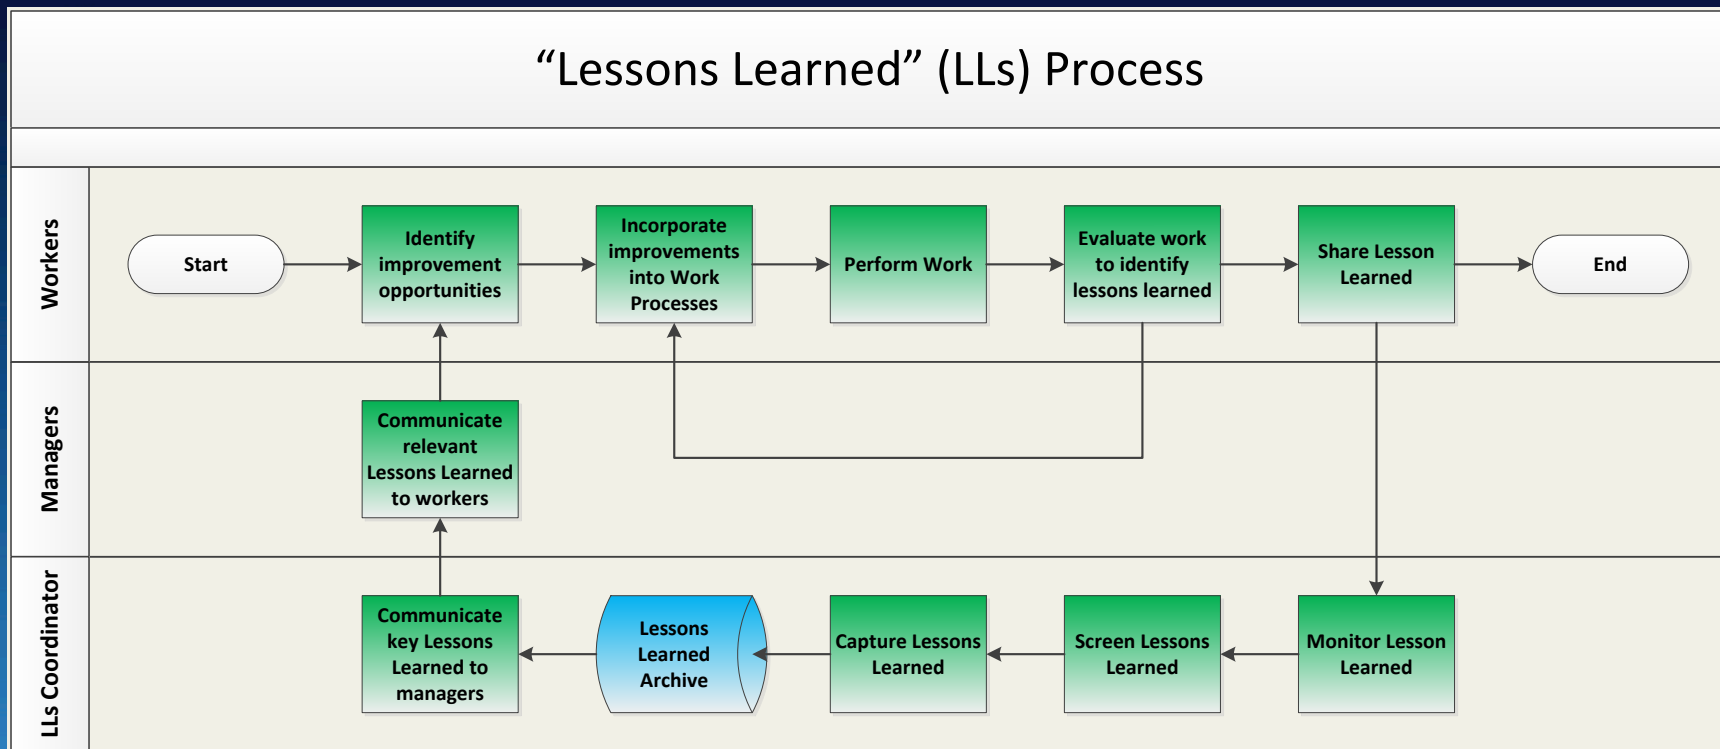 “Lessons Learned” (LLs) Process
Workers
Start
Identify
improvement
opportunities
Incorporate
improvements
into Work
Processes
Perform Work
Evaluate work
to identify
lessons learned
Share Lesson
Learned
End
Managers
Communicate
relevant
Lessons Learned
to workers
LLs Coordinator
Communicate
key Lessons
Learned to
managers
Lessons
Learned
Archive
Capture Lessons
Learned
Screen Lessons
Learned
Monitor Lesson
Learned